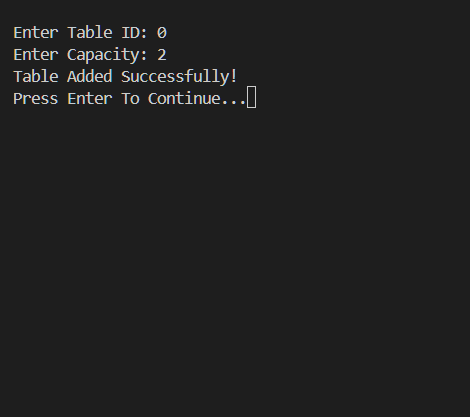 Enter Table ID: 0
Enter Capacity: 2
Table Added Successfully!
Press Enter To Continue...